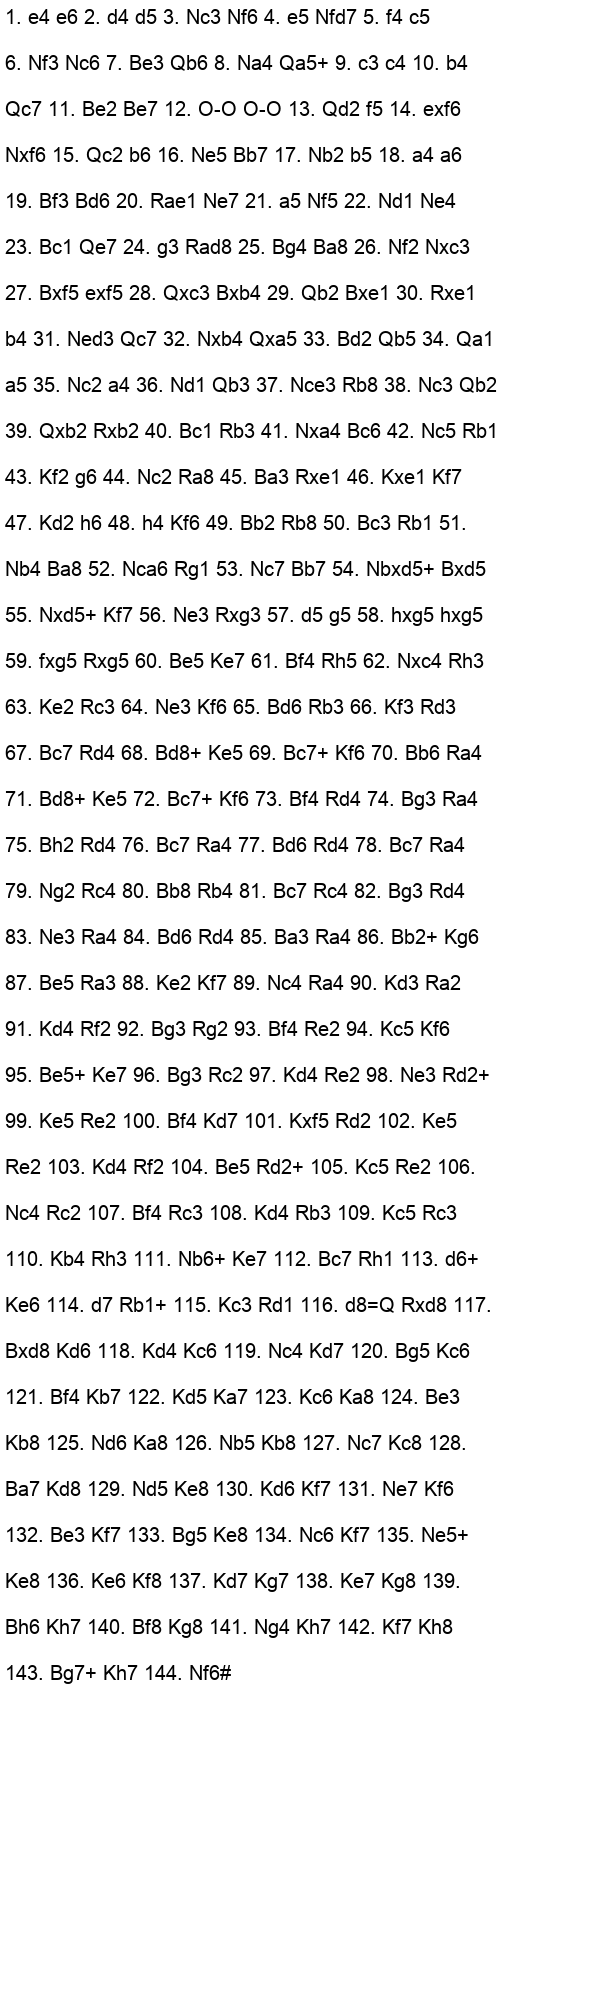 1. e4 e6 2. d4 d5 3. Nc3 Nf6 4. e5 Nfd7 5. f4 c5
6. Nf3 Nc6 7. Be3 Qb6 8. Na4 Qa5+ 9. c3 c4 10. b4
Qc7 11. Be2 Be7 12. O-O O-O 13. Qd2 f5 14. exf6
Nxf6 15. Qc2 b6 16. Ne5 Bb7 17. Nb2 b5 18. a4 a6
19. Bf3 Bd6 20. Rae1 Ne7 21. a5 Nf5 22. Nd1 Ne4
23. Bc1 Qe7 24. g3 Rad8 25. Bg4 Ba8 26. Nf2 Nxc3
27. Bxf5 exf5 28. Qxc3 Bxb4 29. Qb2 Bxe1 30. Rxe1
b4 31. Ned3 Qc7 32. Nxb4 Qxa5 33. Bd2 Qb5 34. Qa1
a5 35. Nc2 a4 36. Nd1 Qb3 37. Nce3 Rb8 38. Nc3 Qb2
39. Qxb2 Rxb2 40. Bc1 Rb3 41. Nxa4 Bc6 42. Nc5 Rb1
43. Kf2 g6 44. Nc2 Ra8 45. Ba3 Rxe1 46. Kxe1 Kf7
47. Kd2 h6 48. h4 Kf6 49. Bb2 Rb8 50. Bc3 Rb1 51.
Nb4 Ba8 52. Nca6 Rg1 53. Nc7 Bb7 54. Nbxd5+ Bxd5
55. Nxd5+ Kf7 56. Ne3 Rxg3 57. d5 g5 58. hxg5 hxg5
59. fxg5 Rxg5 60. Be5 Ke7 61. Bf4 Rh5 62. Nxc4 Rh3
63. Ke2 Rc3 64. Ne3 Kf6 65. Bd6 Rb3 66. Kf3 Rd3
67. Bc7 Rd4 68. Bd8+ Ke5 69. Bc7+ Kf6 70. Bb6 Ra4
71. Bd8+ Ke5 72. Bc7+ Kf6 73. Bf4 Rd4 74. Bg3 Ra4
75. Bh2 Rd4 76. Bc7 Ra4 77. Bd6 Rd4 78. Bc7 Ra4
79. Ng2 Rc4 80. Bb8 Rb4 81. Bc7 Rc4 82. Bg3 Rd4
83. Ne3 Ra4 84. Bd6 Rd4 85. Ba3 Ra4 86. Bb2+ Kg6
87. Be5 Ra3 88. Ke2 Kf7 89. Nc4 Ra4 90. Kd3 Ra2
91. Kd4 Rf2 92. Bg3 Rg2 93. Bf4 Re2 94. Kc5 Kf6
95. Be5+ Ke7 96. Bg3 Rc2 97. Kd4 Re2 98. Ne3 Rd2+
99. Ke5 Re2 100. Bf4 Kd7 101. Kxf5 Rd2 102. Ke5
Re2 103. Kd4 Rf2 104. Be5 Rd2+ 105. Kc5 Re2 106.
Nc4 Rc2 107. Bf4 Rc3 108. Kd4 Rb3 109. Kc5 Rc3
110. Kb4 Rh3 111. Nb6+ Ke7 112. Bc7 Rh1 113. d6+
Ke6 114. d7 Rb1+ 115. Kc3 Rd1 116. d8=Q Rxd8 117.
Bxd8 Kd6 118. Kd4 Kc6 119. Nc4 Kd7 120. Bg5 Kc6
121. Bf4 Kb7 122. Kd5 Ka7 123. Kc6 Ka8 124. Be3
Kb8 125. Nd6 Ka8 126. Nb5 Kb8 127. Nc7 Kc8 128.
Ba7 Kd8 129. Nd5 Ke8 130. Kd6 Kf7 131. Ne7 Kf6
132. Be3 Kf7 133. Bg5 Ke8 134. Nc6 Kf7 135. Ne5+
Ke8 136. Ke6 Kf8 137. Kd7 Kg7 138. Ke7 Kg8 139.
Bh6 Kh7 140. Bf8 Kg8 141. Ng4 Kh7 142. Kf7 Kh8
143. Bg7+ Kh7 144. Nf6#